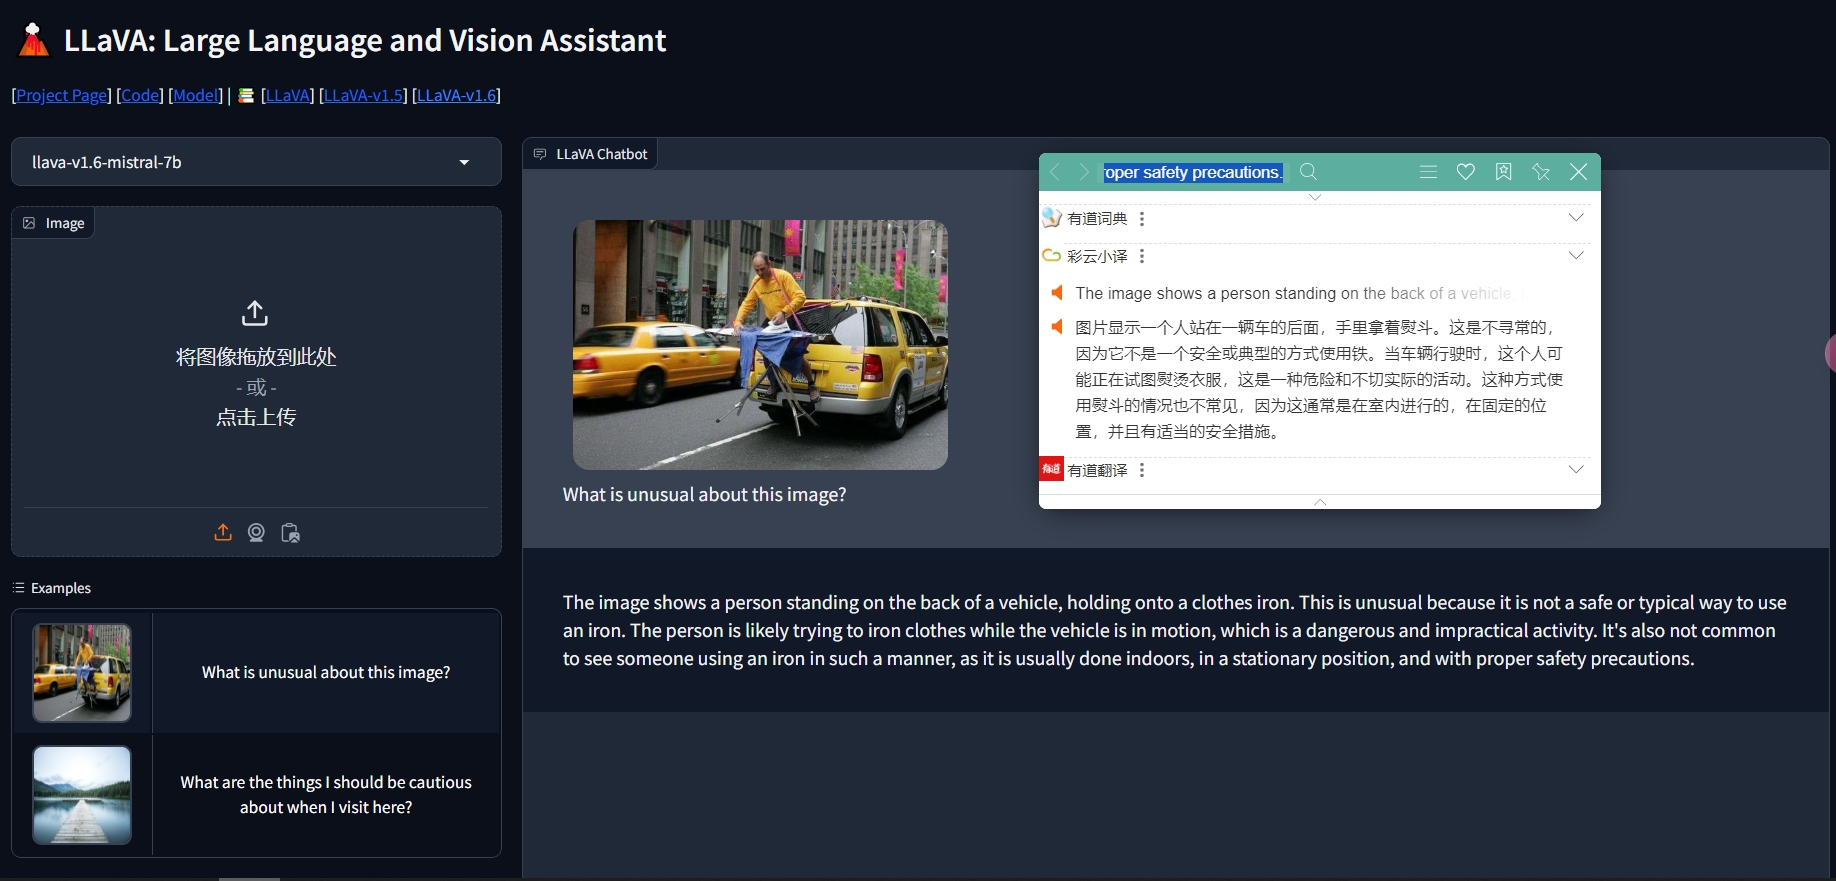 LLaVA: Large Language and Vision Assistant
[Project Page] [Code] [Model] | 📚 [LLaVA] [LLaVA-v1.5] [LLaVA-v1.6]
llava-v1.6-mistral-7b
Image
将图像拖放到此处
- 或 -
点击上传
Examples
What is unusual about this image?
What are the things I should be cautious
about when I visit here?
LLaVA Chatbot
What is unusual about this image?
The image shows a person standing on the back of a vehicle, holding onto a clothes iron. This is unusual because it is not a safe or typical way to use
an iron. The person is likely trying to iron clothes while the vehicle is in motion, which is a dangerous and impractical activity. It's also not common
to see someone using an iron in such a manner, as it is usually done indoors, in a stationary position, and with proper safety precautions.
roper safety precautions.
有道词典
彩云小译
The image shows a person standing on the back of a vehicle,
图片显示一个人站在一辆车的后面，手里拿着熨斗。这是不寻常的，
因为它不是一个安全或典型的方式使用铁。当车辆行驶时，这个人可
能正在试图熨烫衣服，这是一种危险和不切实际的活动。这种方式使
用熨斗的情况也不常见，因为这通常是在室内进行的，在固定的位
置，并且有适当的安全措施。
有道
有道翻译